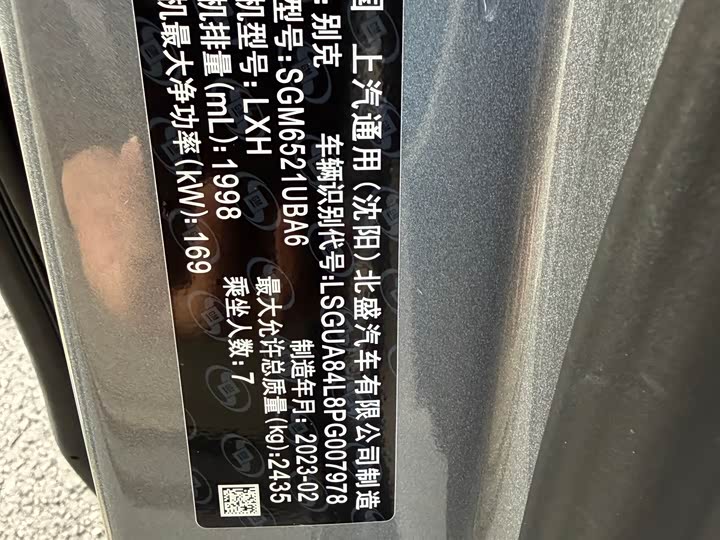 国 上汽通用(沈阳)北盛汽车有限公司制造
:别克 车辆识别代号:LSGUA84L8PG007978
型号:SGM6521UBA6 制造年月:2023-02
机型号:LXH 最大允许总质量(kg):2435
机排量(mL):1998 乘坐人数:7
机最大净功率(kW):169